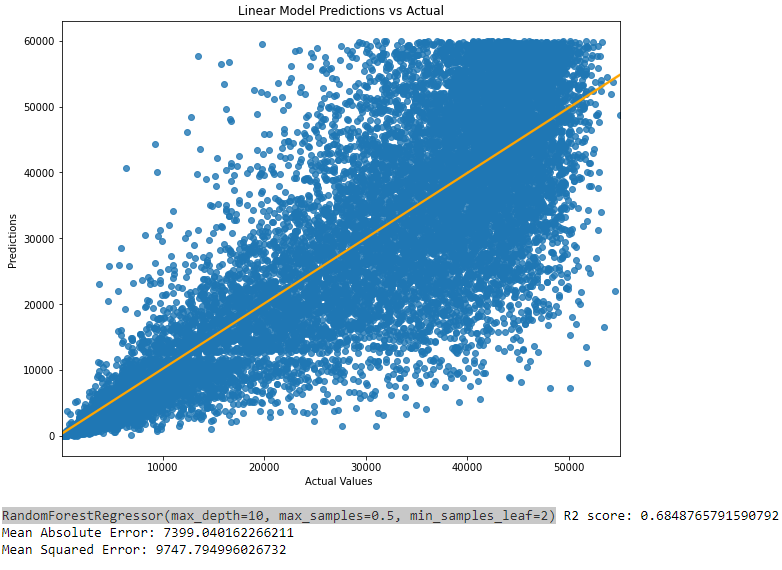 Linear Model Predictions vs Actual
60000
50000
40000
30000
20000
10000
0
Predictions
10000 20000 30000 40000 50000
Actual Values
RandomForestRegressor(max_depth=10, max_samples=0.5, min_samples_leaf=2) R2 score: 0.6848765791590792
Mean Absolute Error: 7399.040162266211
Mean Squared Error: 9747.794996026732